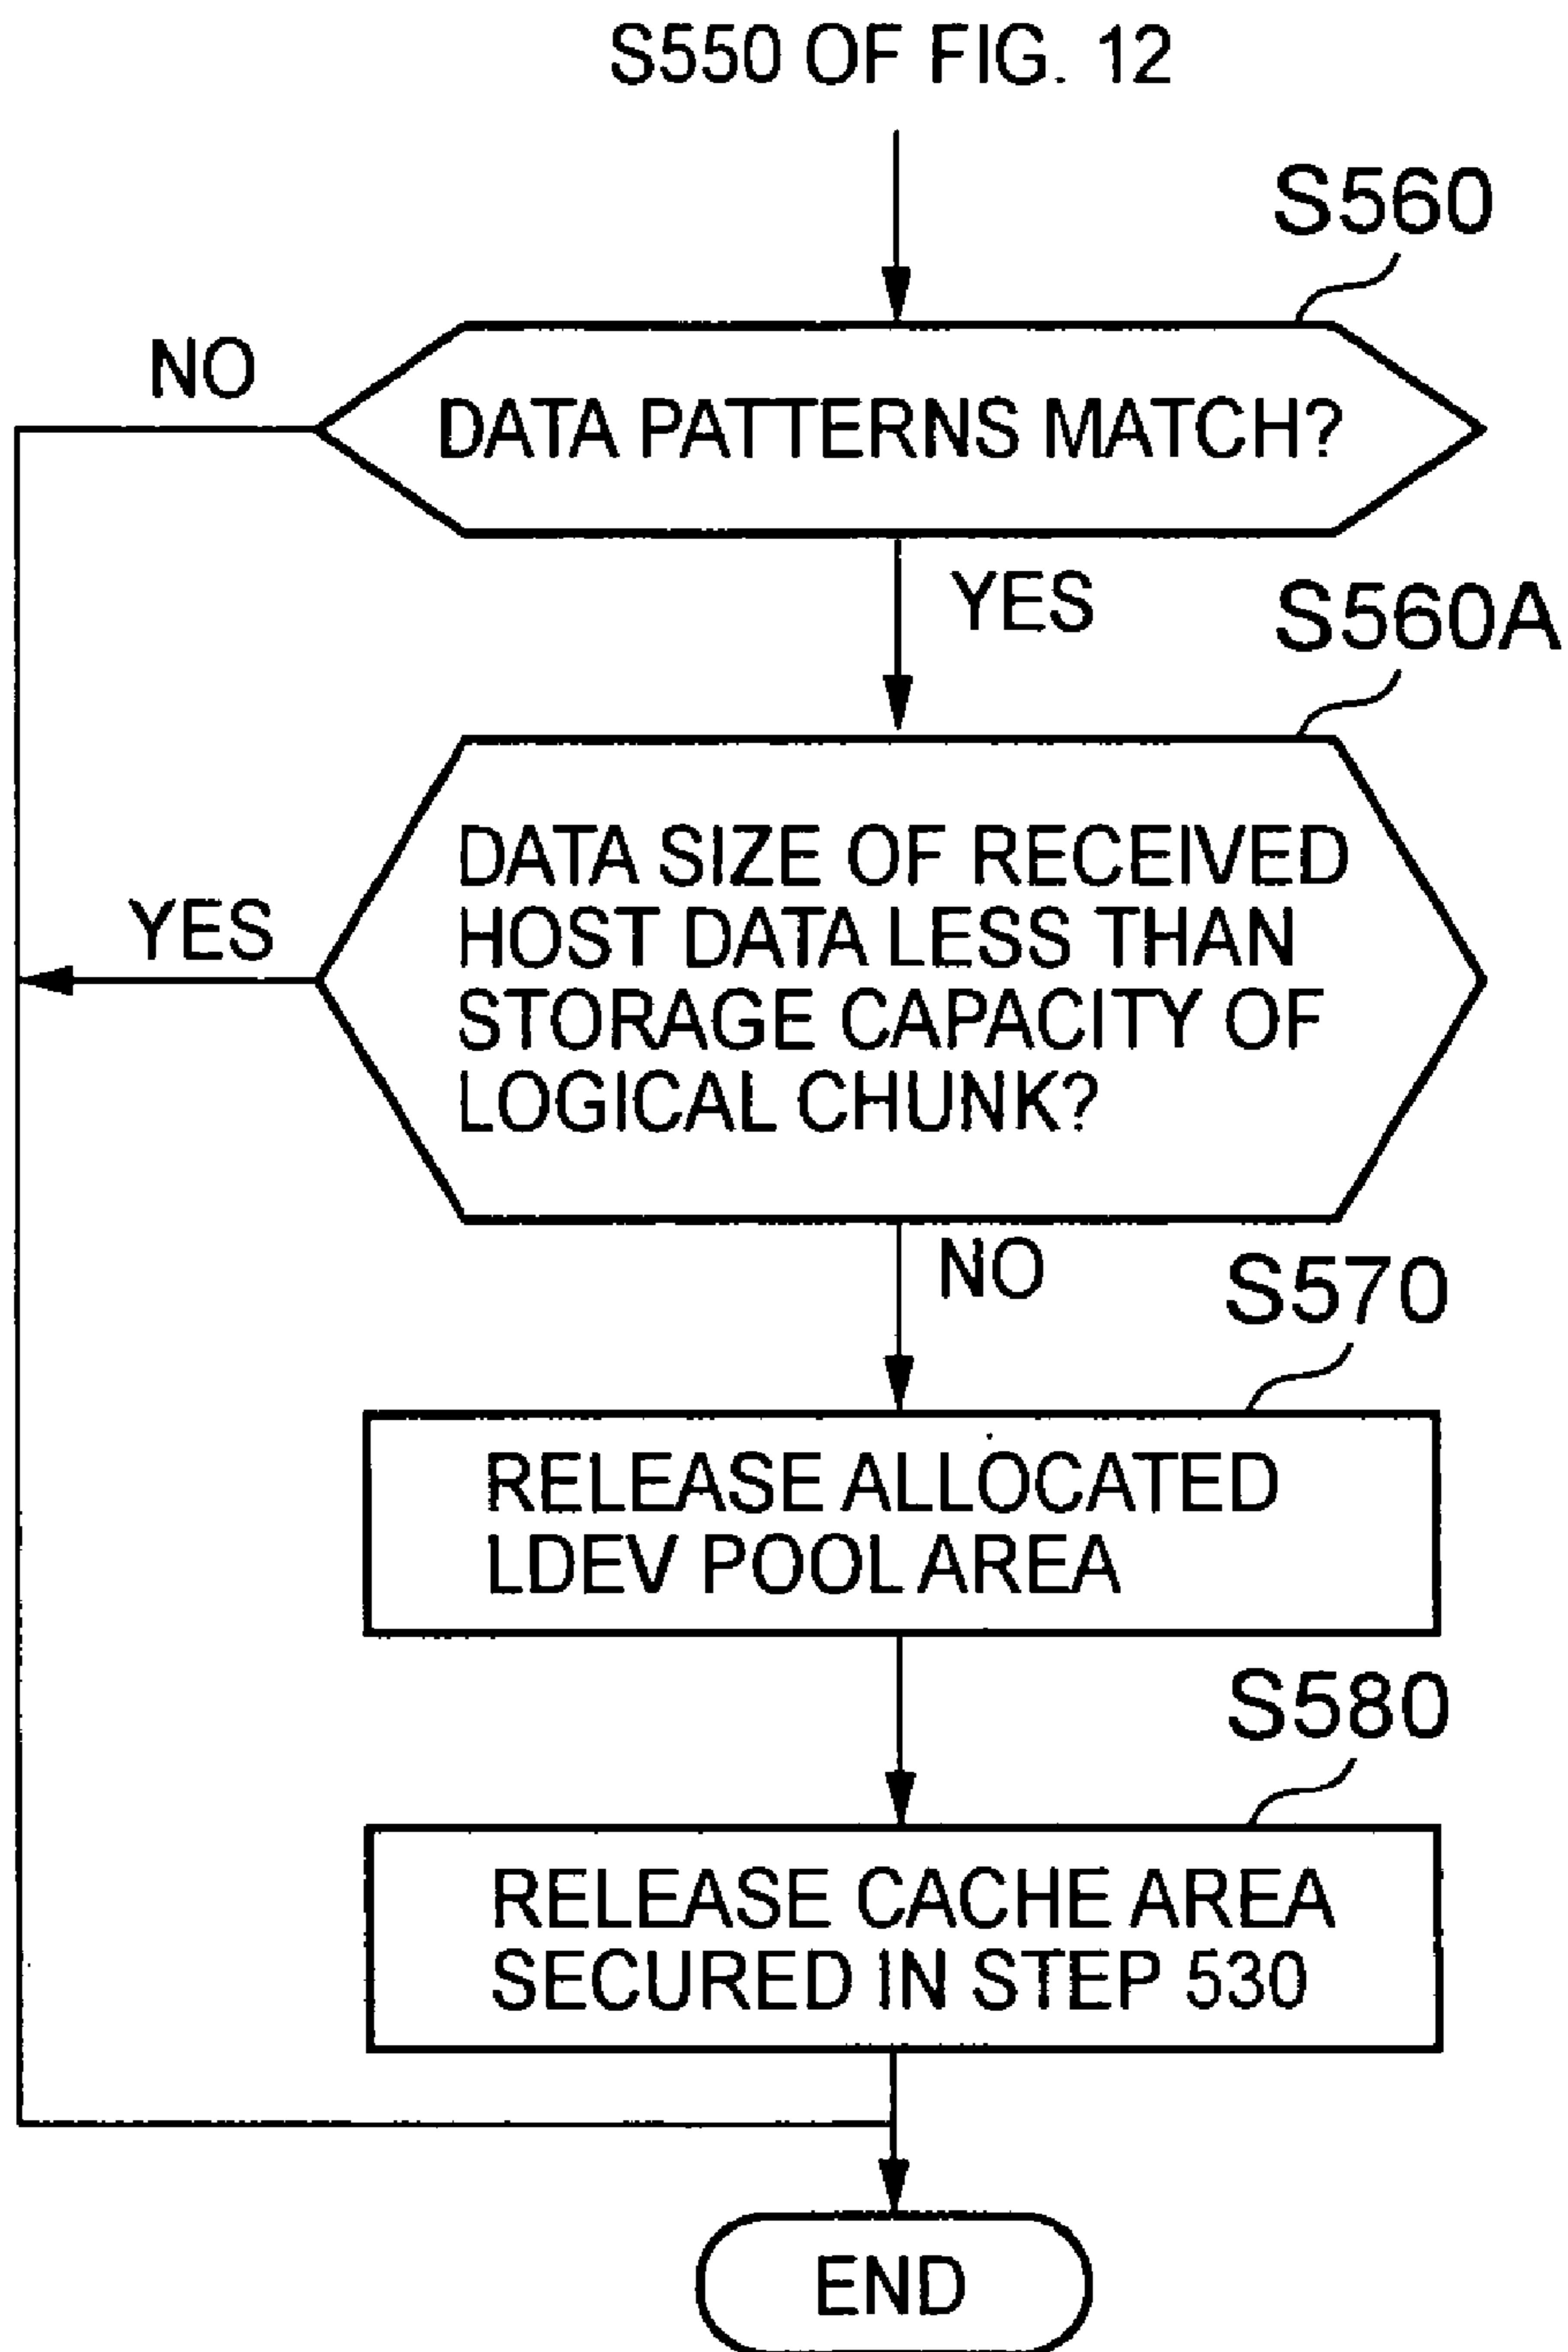 S550 OF FIG. 12
S560
NO
DATA PATTERNS MATCH?
YES
S560A
DATA SIZE OF RECEIVED
HOST DATA LESS THAN
STORAGE CAPACITY OF
LOGICAL CHUNK?
YES
NO
S570
RELEASE ALLOCATED
LDEV POOL AREA
S580
RELEASE CACHE AREA
SECURED IN STEP 530
END